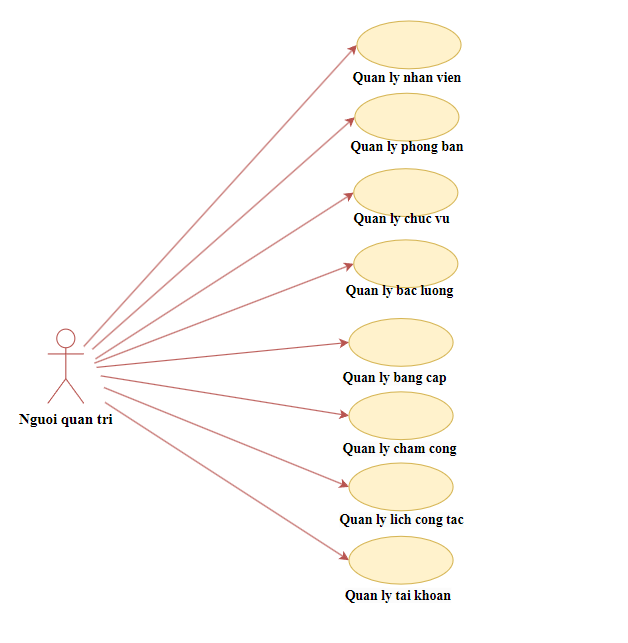 Quan ly nhan vien
Quan ly phong ban
Quan ly chuc vu
Quan ly bac luong
Quan ly bang cap
Nguoi quan tri
Quan ly cham cong
Quan ly lich cong tac
Quan ly tai khoan